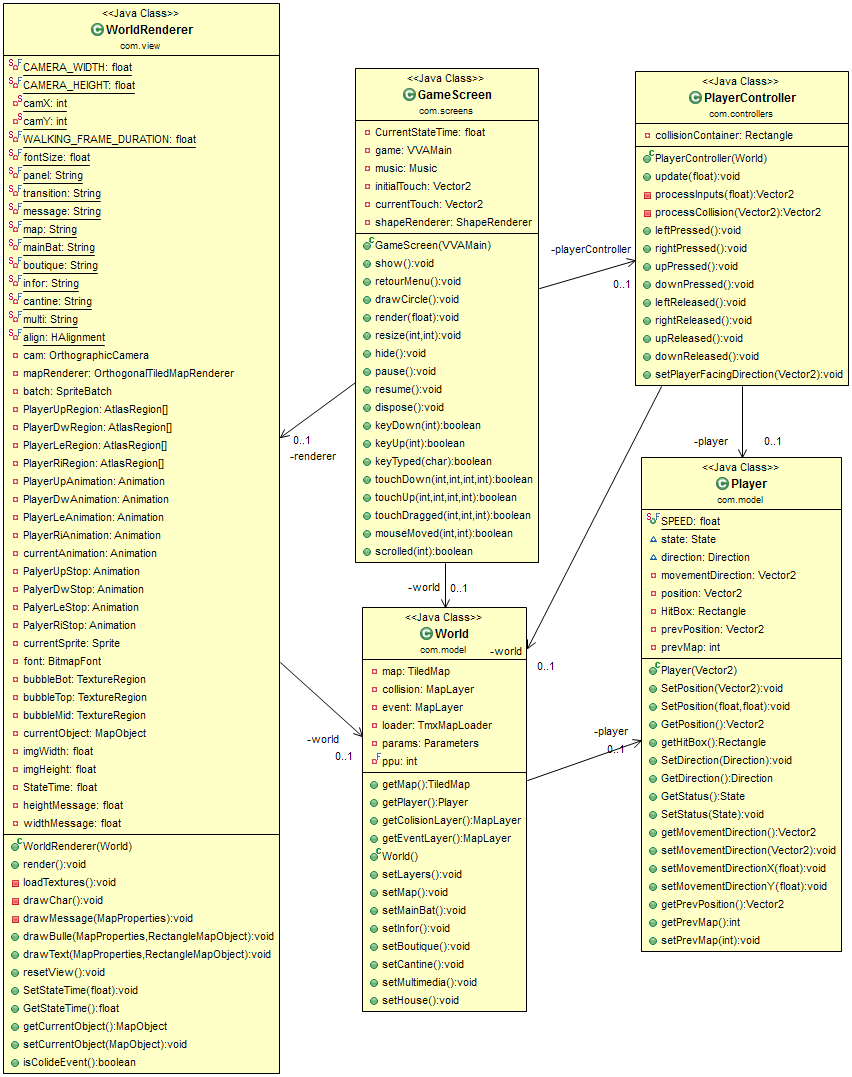 <<Java Class>>
WorldRenderer
com.view
CAMERA_WIDTH: float
CAMERA_HEIGHT: float
camX: int
camY: int
WALKING_FRAME_DURATION: float
fontSize: float
panel: String
transition: String
message: String
map: String
mainBat: String
boutique: String
infor: String
cantine: String
multi: String
align: HAlignment
cam: OrthographicCamera
mapRenderer: OrthogonalTiledMapRenderer
batch: SpriteBatch
PlayerUpRegion: AtlasRegion[]
PlayerDwRegion: AtlasRegion[]
PlayerLeRegion: AtlasRegion[]
PlayerRiRegion: AtlasRegion[]
PlayerUpAnimation: Animation
PlayerDwAnimation: Animation
PlayerLeAnimation: Animation
PlayerRiAnimation: Animation
currentAnimation: Animation
PalyerUpStop: Animation
PalyerDwStop: Animation
PalyerLeStop: Animation
PalyerRiStop: Animation
currentSprite: Sprite
font: BitmapFont
bubbleBot: TextureRegion
bubbleTop: TextureRegion
bubbleMid: TextureRegion
currentObject: MapObject
imgWidth: float
imgHeight: float
StateTime: float
heightMessage: float
widthMessage: float
WorldRenderer(World)
render():void
loadTextures():void
drawChar():void
drawMessage(MapProperties):void
drawBulle(MapProperties,RectangleMapObject):void
drawText(MapProperties,RectangleMapObject):void
resetView():void
SetStateTime(float):void
GetStateTime():float
getCurrentObject():MapObject
setCurrentObject(MapObject):void
isColideEvent():boolean
<<Java Class>>
GameScreen
com.screens
CurrentStateTime: float
game: VVAMain
music: Music
initialTouch: Vector2
currentTouch: Vector2
shapeRenderer: ShapeRenderer
GameScreen(VVAMain)
show():void
retourMenu():void
drawCircle():void
render(float):void
resize(int,int):void
hide():void
pause():void
resume():void
dispose():void
keyDown(int):boolean
keyUp(int):boolean
keyTyped(char):boolean
touchDown(int,int,int,int):boolean
touchUp(int,int,int,int):boolean
touchDragged(int,int,int):boolean
mouseMoved(int,int):boolean
scrolled(int):boolean
<<Java Class>>
PlayerController
com.controllers
collisionContainer: Rectangle
PlayerController(World)
update(float):void
processInputs(float):Vector2
processCollision(Vector2):Vector2
leftPressed():void
rightPressed():void
upPressed():void
downPressed():void
leftReleased():void
rightReleased():void
upReleased():void
downReleased():void
setPlayerFacingDirection(Vector2):void
-playerController
0..1
0..1
-renderer
-world
0..1
-player
0..1
<<Java Class>>
World
com.model
map: TiledMap
collision: MapLayer
event: MapLayer
loader: TmxMapLoader
params: Parameters
ppu: int
getMap():TiledMap
getPlayer():Player
getColisionLayer():MapLayer
getEventLayer():MapLayer
World()
setLayers():void
setMap():void
setMainBat():void
setInfor():void
setBoutique():void
setCantine():void
setMultimedia():void
setHouse():void
-world
0..1
-world
0..1
-player
0..1
<<Java Class>>
Player
com.model
SPEED: float
state: State
direction: Direction
movementDirection: Vector2
position: Vector2
HitBox: Rectangle
prevPosition: Vector2
prevMap: int
Player(Vector2)
SetPosition(Vector2):void
SetPosition(float,float):void
GetPosition():Vector2
getHitBox():Rectangle
SetDirection(Direction):void
GetDirection():Direction
GetStatus():State
SetStatus(State):void
getMovementDirection():Vector2
setMovementDirection(Vector2):void
setMovementDirectionX(float):void
setMovementDirectionY(float):void
getPrevPosition():Vector2
getPrevMap():int
setPrevMap(int):void